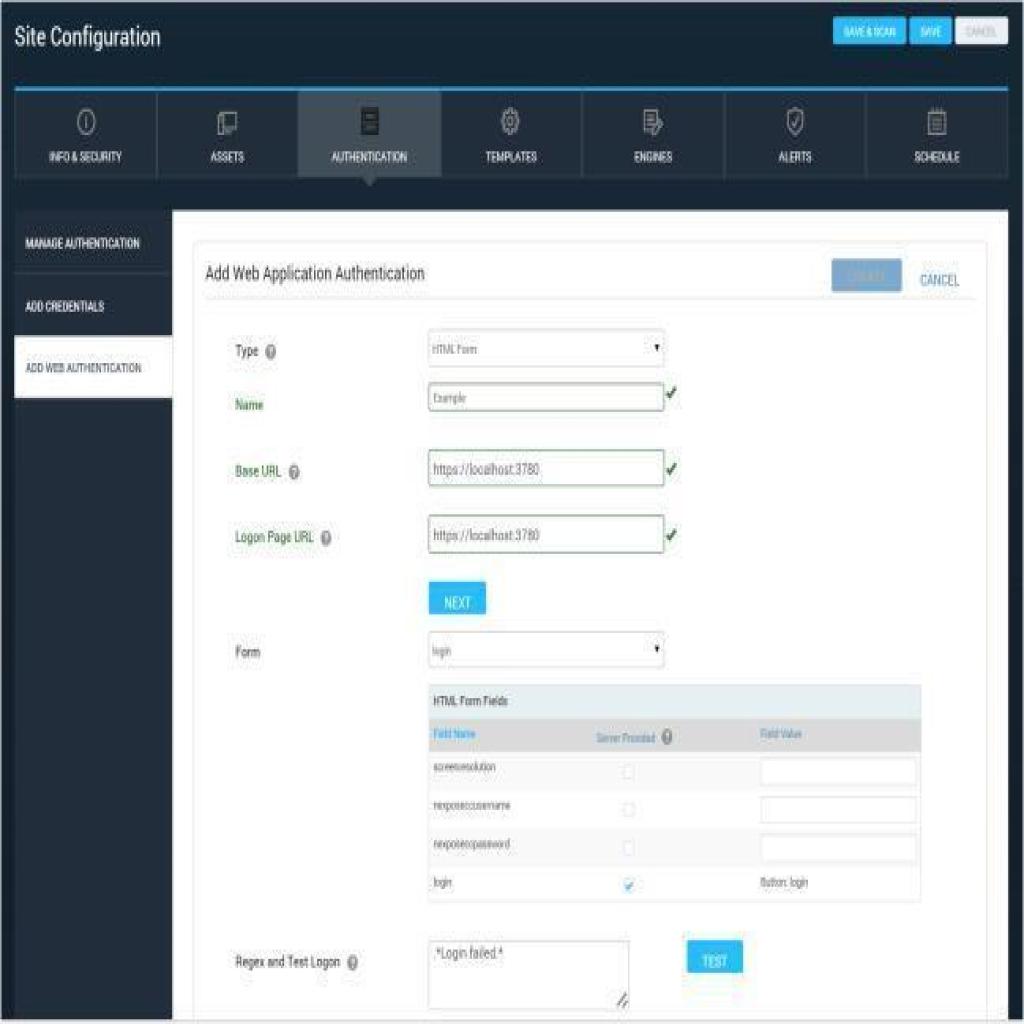 Site Configuration
SAVE & SCAN SAVE CANCEL
INFO & SECURITY ASSETS AUTHENTICATION TEMPLATES ENGINES ALERTS SCHEDULE
MANAGE AUTHENTICATION
ADD CREDENTIALS
ADD WEB AUTHENTICATION
Add Web Application Authentication
CREATE CANCEL
Type HTML Form
Name Example
Base URL https://localhost:3780
Logon Page URL https://localhost:3780
NEXT
Form login
HTML Form Fields
Field Name Server Provided Field Value
screenresolution
nexposeccusername
nexposeccpassword
login Button: login
Regex and Test Logon .*Login failed.* TEST